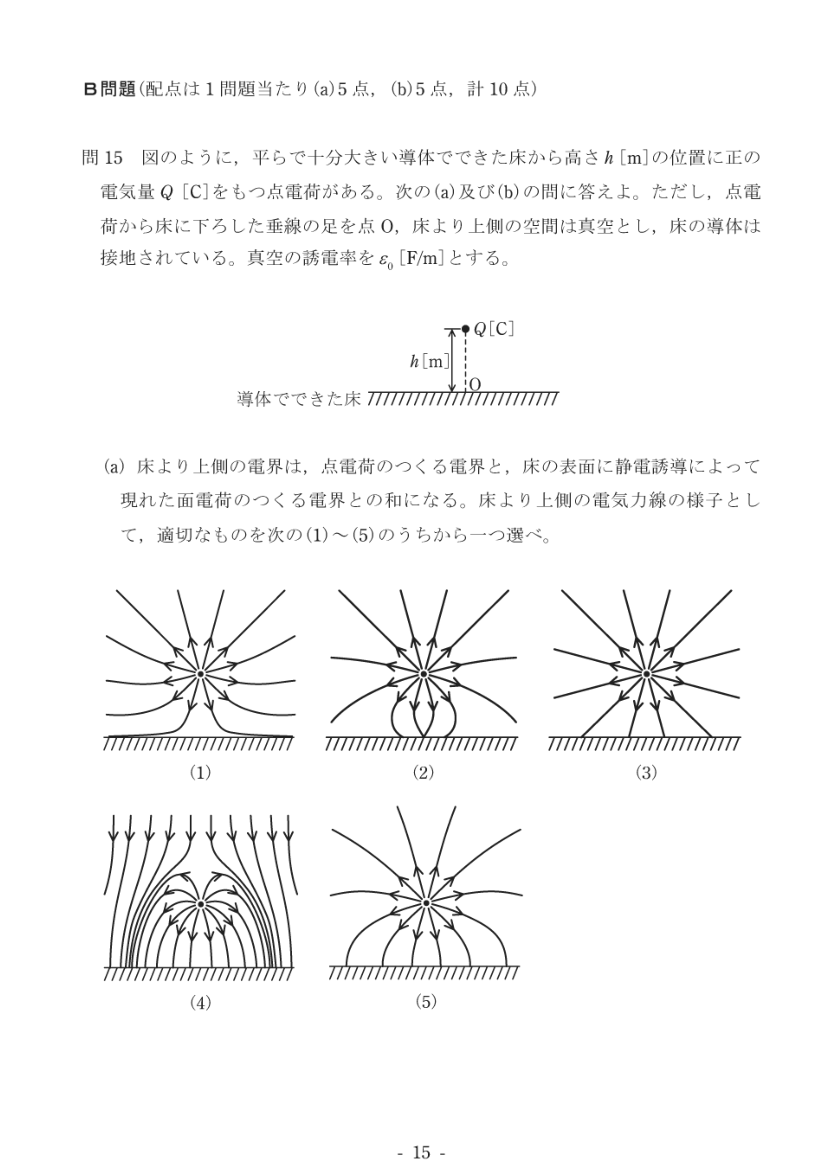 B問題(配点は1問題当たり(a)5点，(b)5点，計10点)
問15　図のように，平らで十分大きい導体でできた床から高さh[m]の位置に正の
電気量Q [C]をもつ点電荷がある。次の(a)及び(b)の問に答えよ。ただし，点電
荷から床に下ろした垂線の足を点O，床より上側の空間は真空とし，床の導体は
接地されている。真空の誘電率をε₀[F/m]とする。
Q[C]
h[m]
O
導体でできた床
(a) 床より上側の電界は，点電荷のつくる電界と，床の表面に静電誘導によって
現れた面電荷のつくる電界との和になる。床より上側の電気力線の様子とし
て，適切なものを次の(1)～(5)のうちから一つ選べ。
(1)
(2)
(3)
(4)
(5)
- 15 -